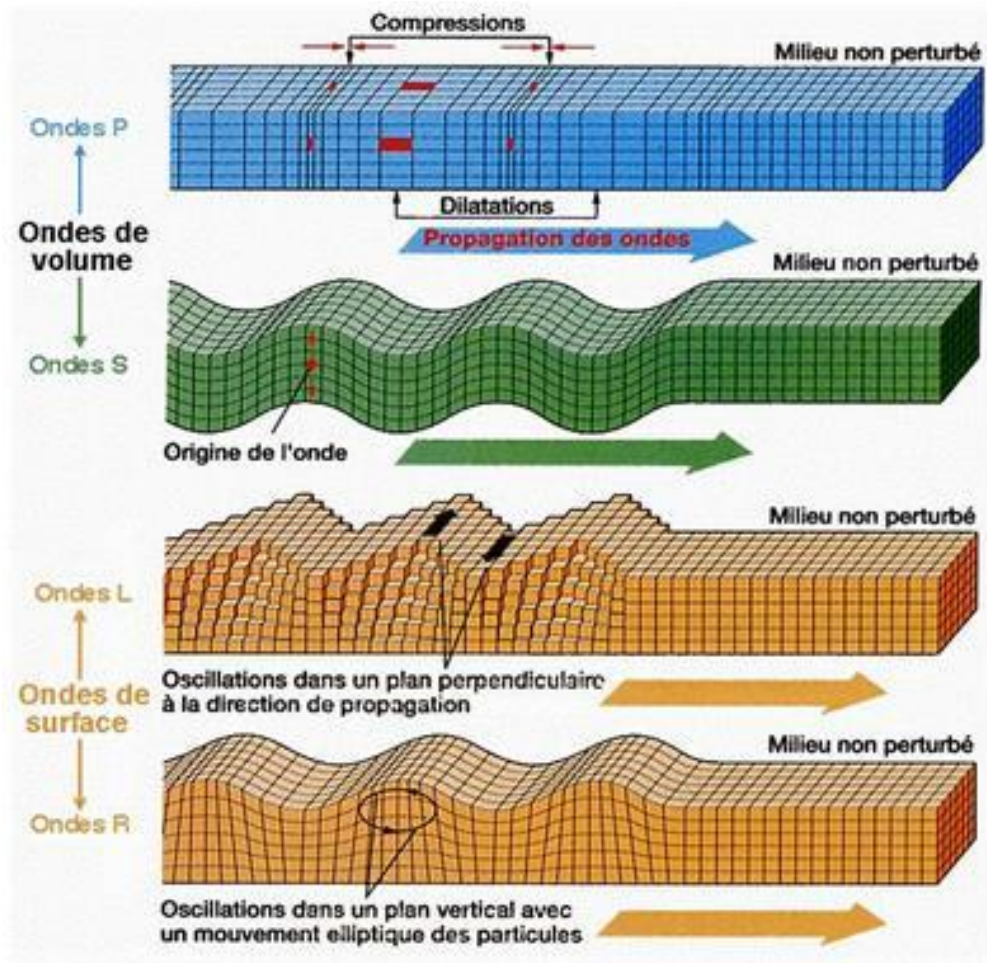 Compressions
Milieu non perturbé
Ondes P
Dilatations
Propagation des ondes
Ondes de
volume
Milieu non perturbé
Ondes S
Origine de l'onde
Milieu non perturbé
Ondes L
Oscillations dans un plan perpendiculaire
à la direction de propagation
Ondes de
surface
Milieu non perturbé
Ondes R
Oscillations dans un plan vertical avec
un mouvement elliptique des particules